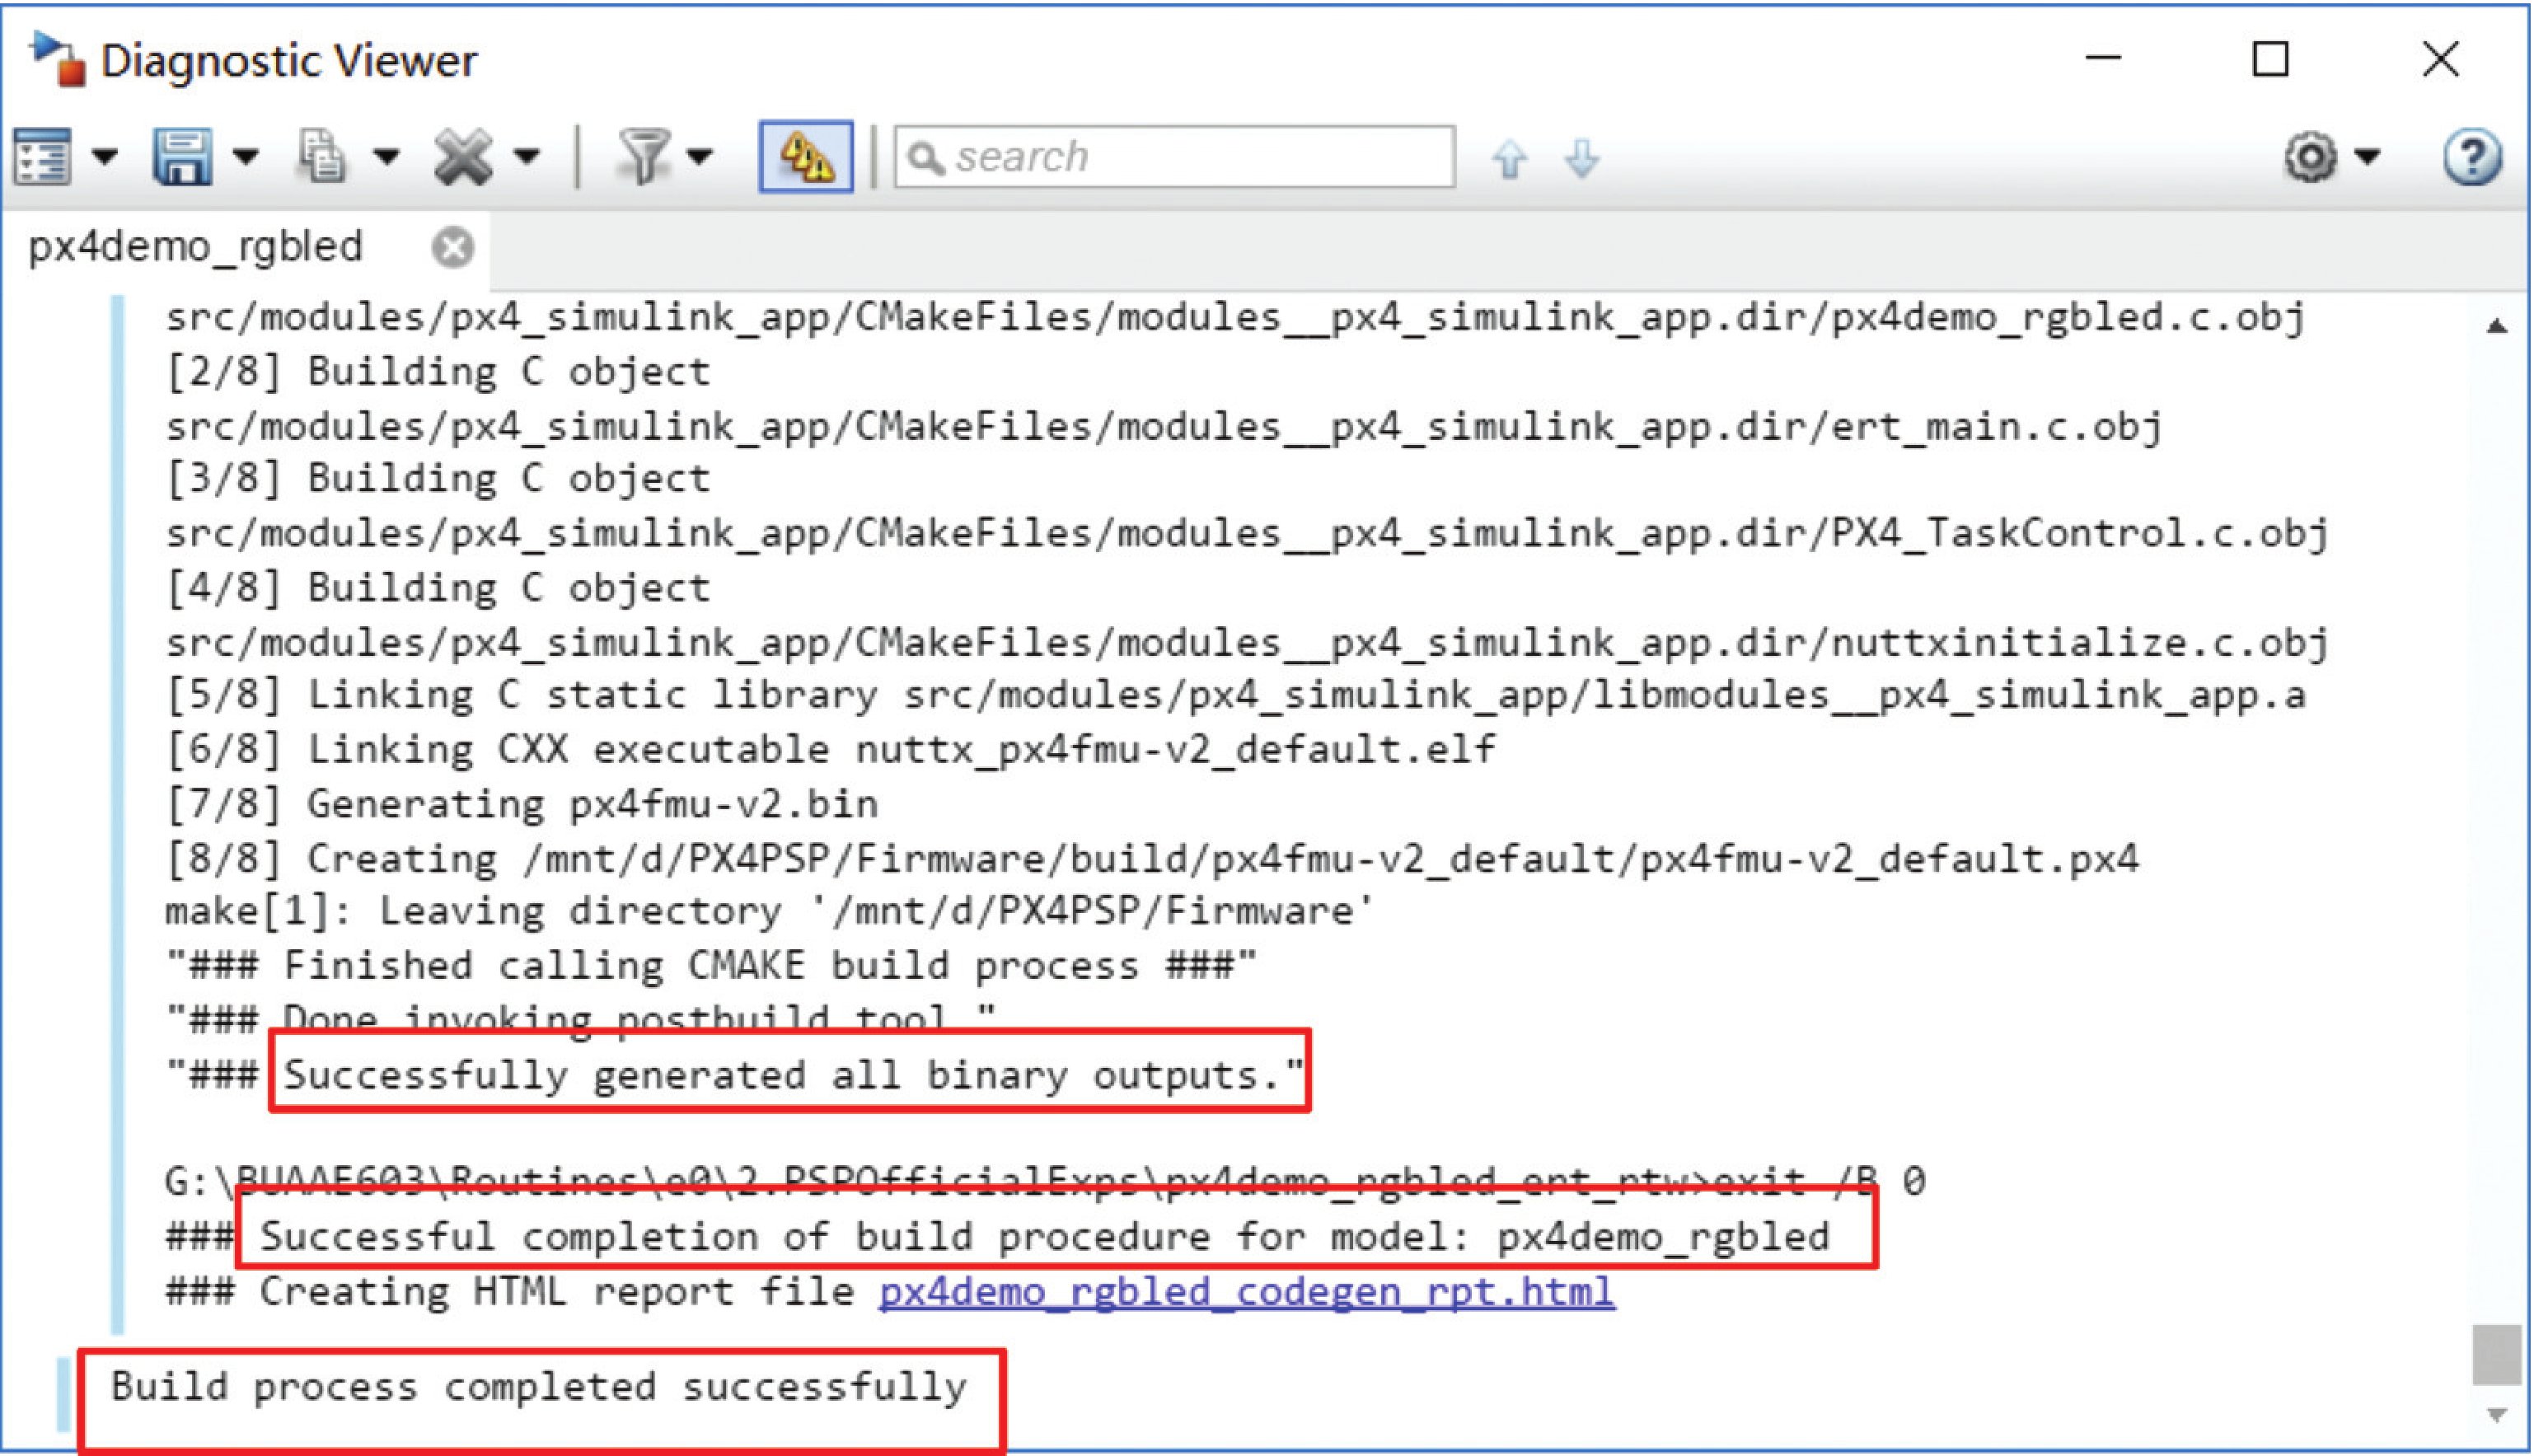 Diagnostic Viewer
search
px4demo_rgbled
src/modules/px4_simulink_app/CMakeFiles/modules__px4_simulink_app.dir/px4demo_rgbled.c.obj
[2/8] Building C object
src/modules/px4_simulink_app/CMakeFiles/modules__px4_simulink_app.dir/ert_main.c.obj
[3/8] Building C object
src/modules/px4_simulink_app/CMakeFiles/modules__px4_simulink_app.dir/PX4_TaskControl.c.obj
[4/8] Building C object
src/modules/px4_simulink_app/CMakeFiles/modules__px4_simulink_app.dir/nuttxinitialize.c.obj
[5/8] Linking C static library src/modules/px4_simulink_app/libmodules__px4_simulink_app.a
[6/8] Linking CXX executable nuttx_px4fmu-v2_default.elf
[7/8] Generating px4fmu-v2.bin
[8/8] Creating /mnt/d/PX4PSP/Firmware/build/px4fmu-v2_default/px4fmu-v2_default.px4
make[1]: Leaving directory '/mnt/d/PX4PSP/Firmware'
"### Finished calling CMAKE build process ###"
"### Done invoking postbuild tool "
"### Successfully generated all binary outputs."
G:\BUAAE603\Routines\e0\2.PSPOfficialExps\px4demo_rgbled_ert_rtw>exit /B 0
### Successful completion of build procedure for model: px4demo_rgbled
### Creating HTML report file px4demo_rgbled_codegen_rpt.html
Build process completed successfully